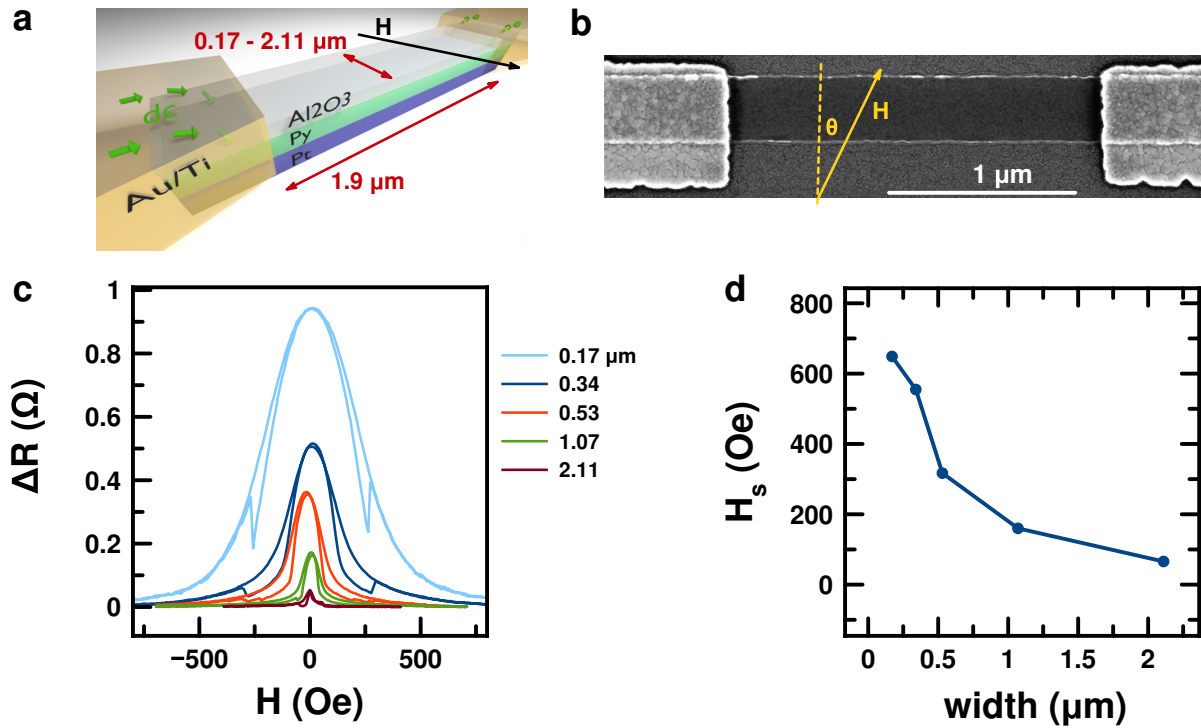 a
H
0.17 - 2.11 µm
dε
Al2O3
Py
Pt
Au/Ti
1.9 µm
b
θ
H
1 µm
c
1
0.8
0.6
0.4
0.2
0
ΔR (Ω)
−500 0 500
H (Oe)
0.17 µm
0.34
0.53
1.07
2.11
d
800
600
400
200
0
H_s (Oe)
0 0.5 1 1.5 2
width (µm)